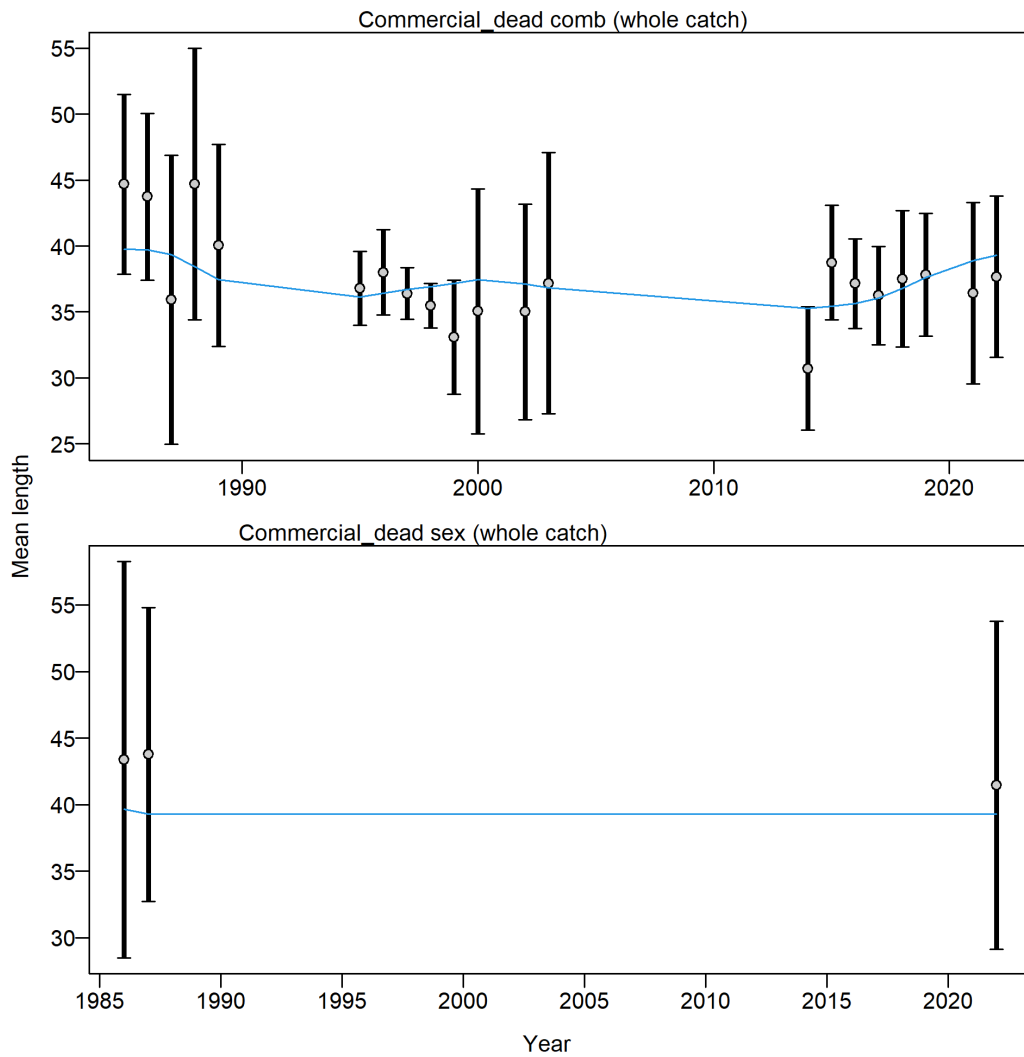 Commercial_dead comb (whole catch)
55
50
45
40
35
30
25
1990 2000 2010 2020
Mean length
Commercial_dead sex (whole catch)
55
50
45
40
35
30
1985 1990 1995 2000 2005 2010 2015 2020
Year